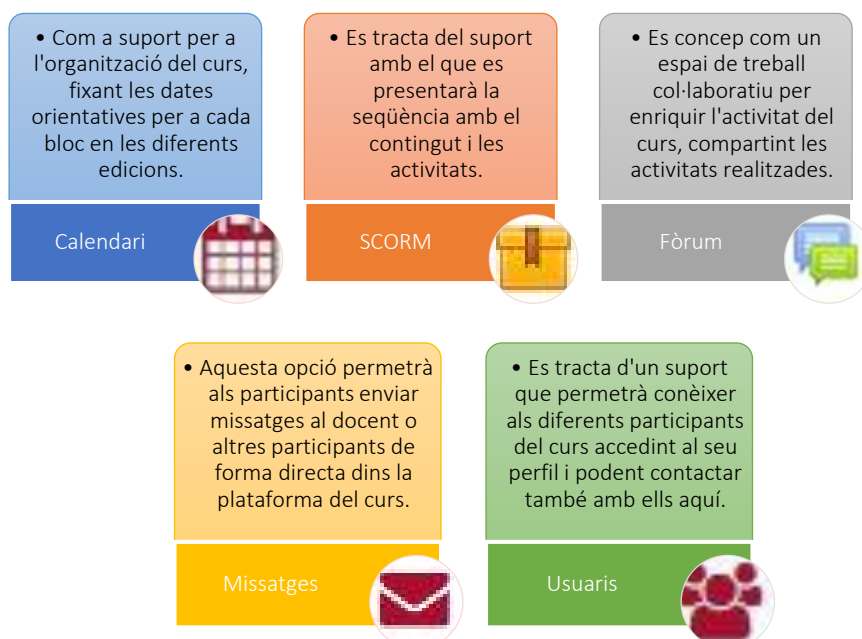 • Com a suport per a
l'organització del curs,
fixant les dates
orientatives per a cada
bloc en les diferents
edicions.
Calendari
• Es tracta del suport
amb el que es
presentarà la
seqüència amb el
contingut i les
activitats.
SCORM
• Es concep com un
espai de treball
col·laboratiu per
enriquir l'activitat del
curs, compartint les
activitats realitzades.
Fòrum
• Aquesta opció permetrà
als participants enviar
missatges al docent o
altres participants de
forma directa dins la
plataforma del curs.
Missatges
• Es tracta d'un suport
que permetrà conèixer
als diferents participants
del curs accedint al seu
perfil i podent contactar
també amb ells aquí.
Usuaris